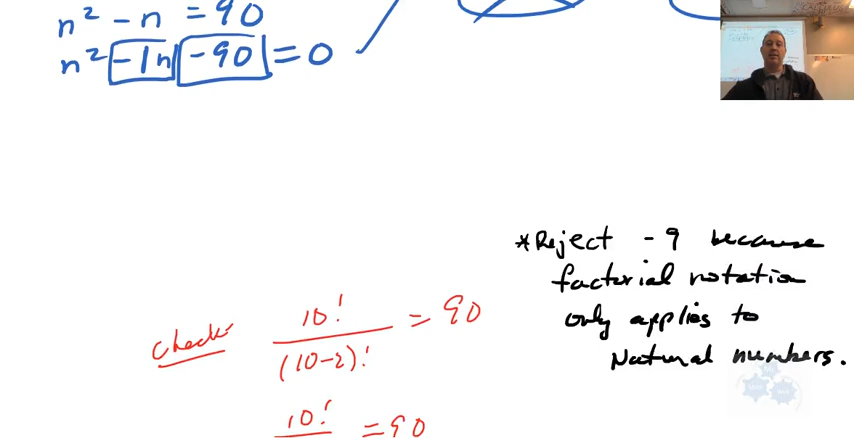 n² - n = 90
n² -1n -90 = 0
*Reject -9 because
factorial notation
only applies to
Natural numbers.
check
10!
(10-2)!
= 90
10!
= 90